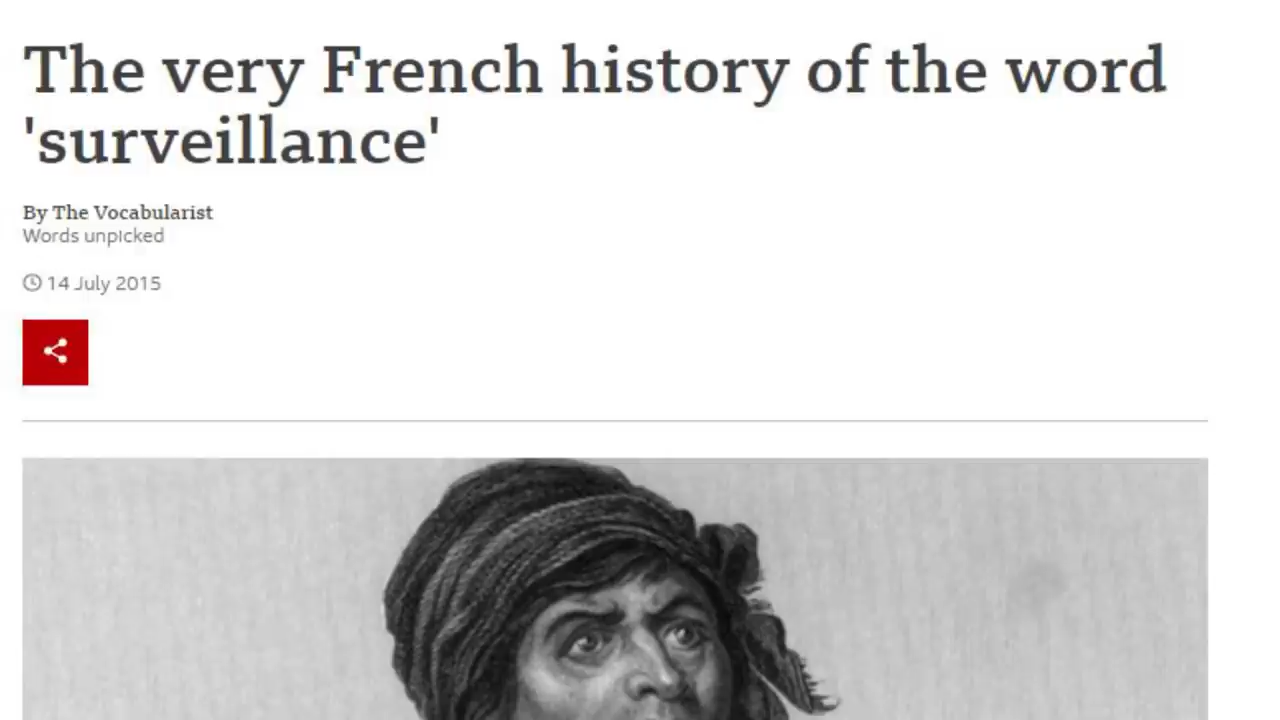 The very French history of the word
'surveillance'
By The Vocabularist
Words unpicked
14 July 2015